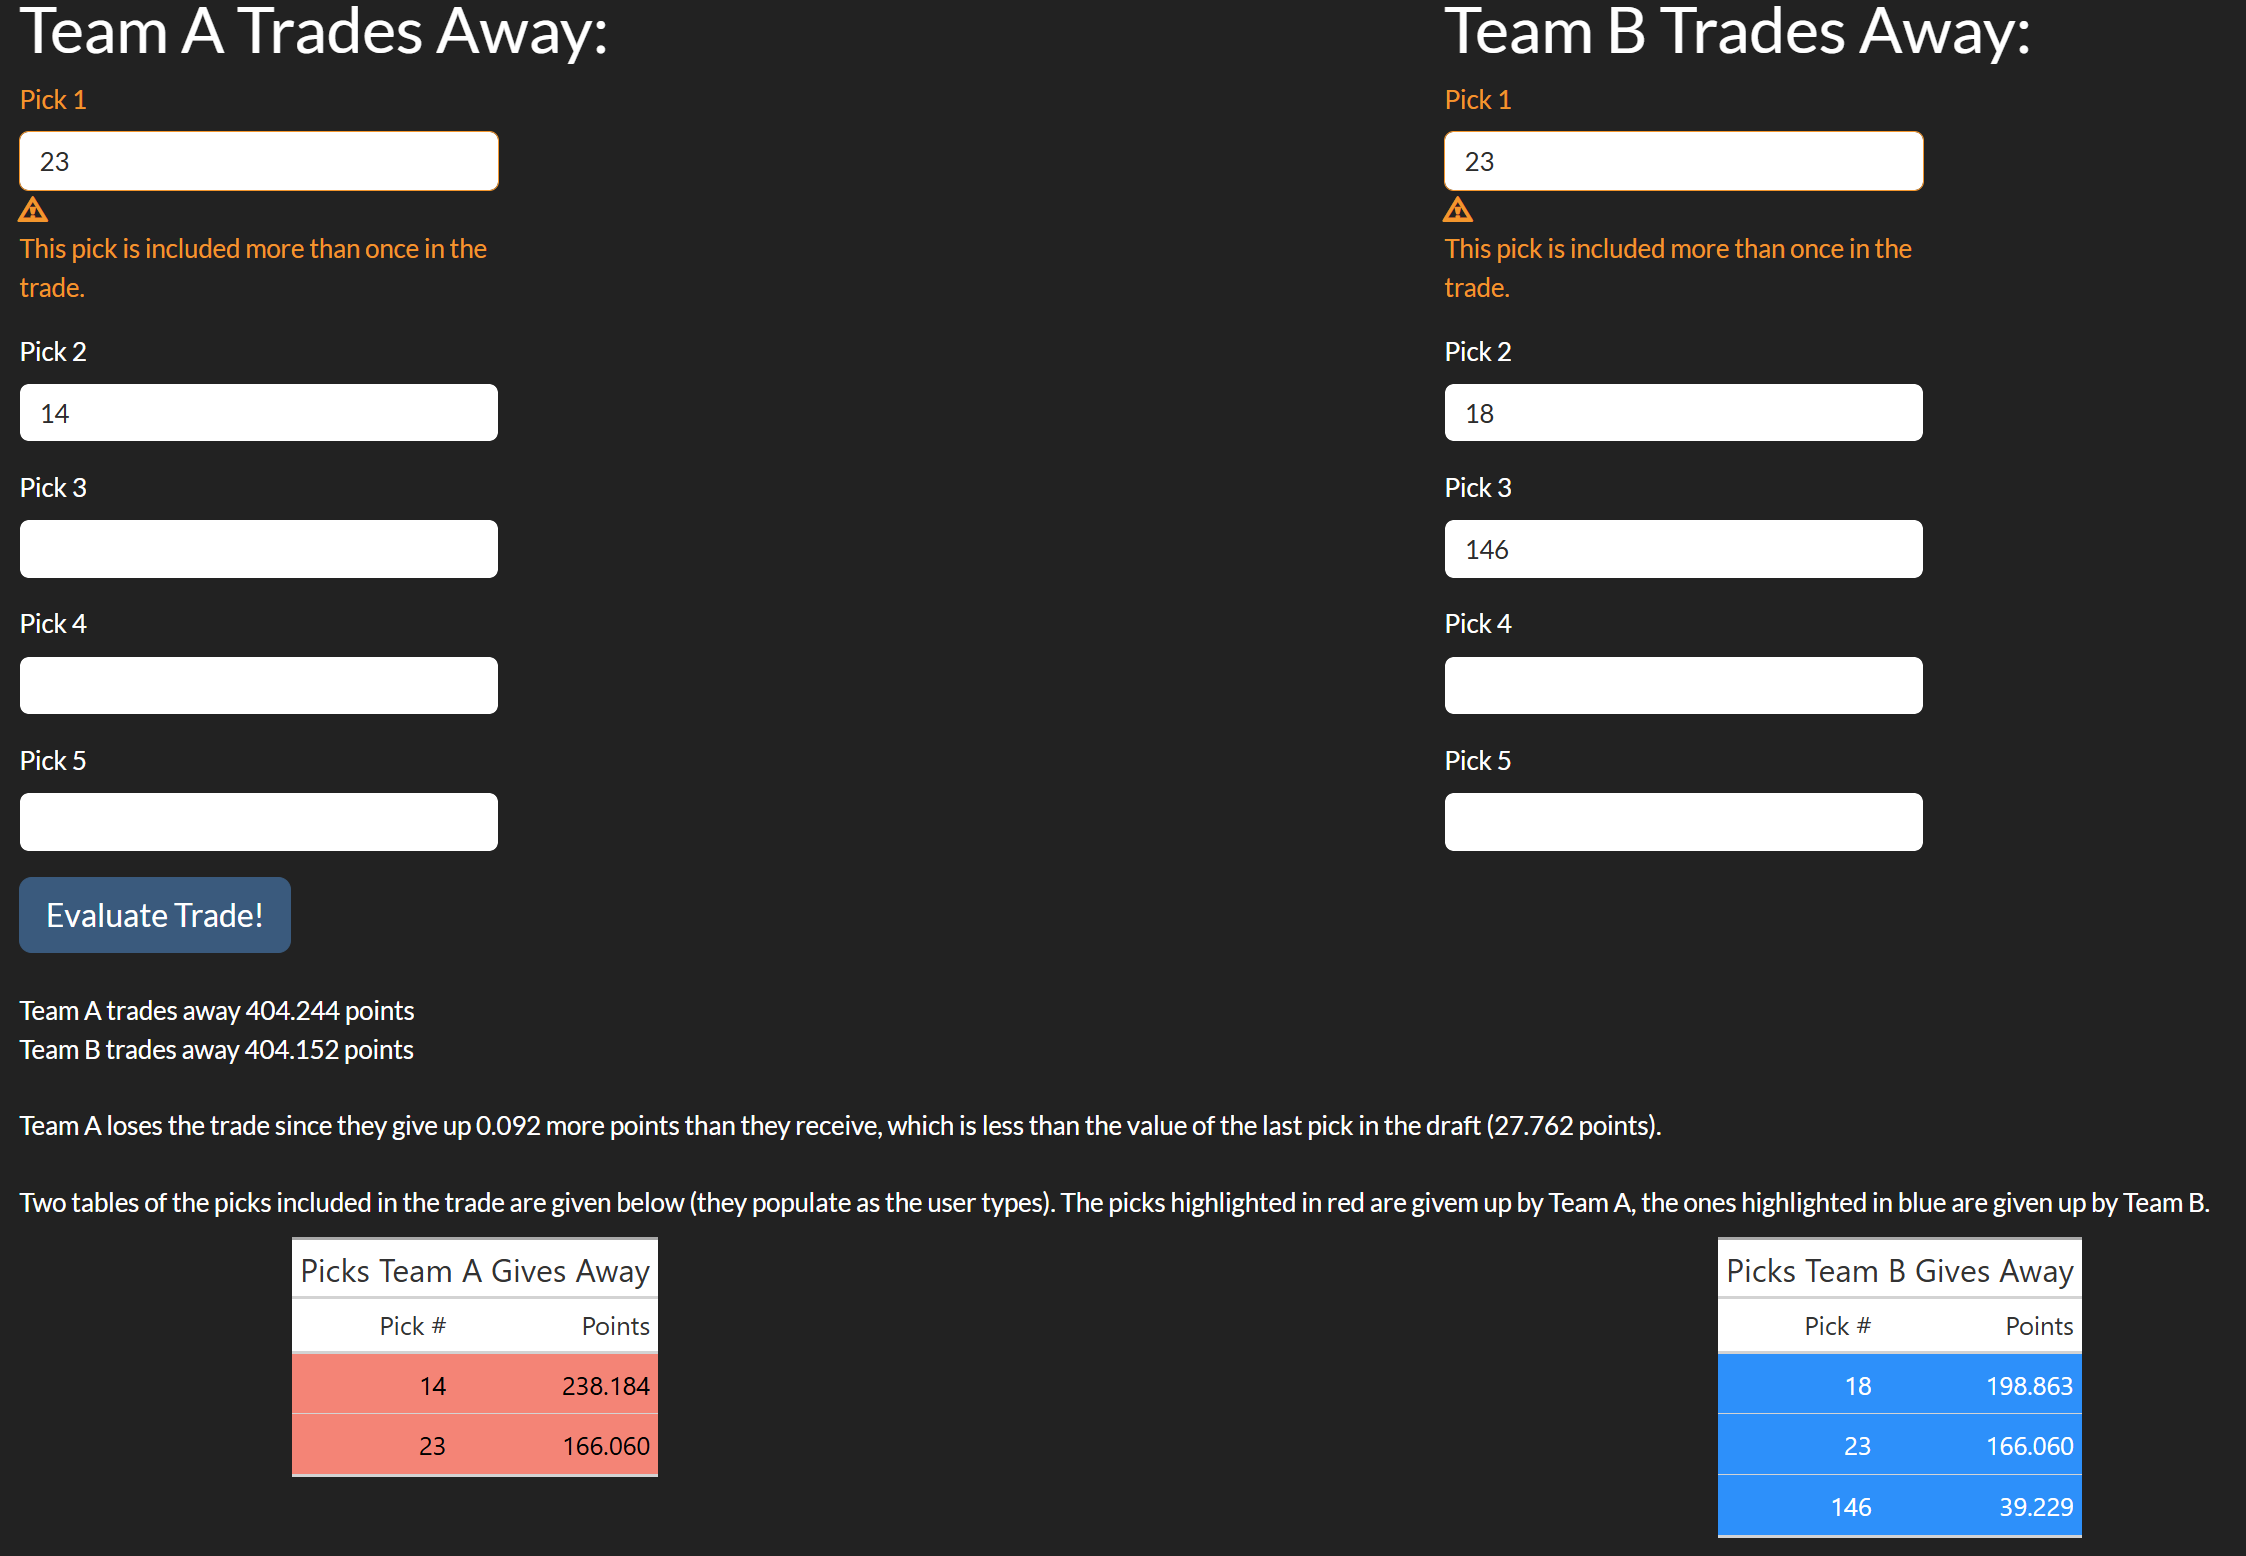 Team A Trades Away:
Pick 1
23
This pick is included more than once in the
trade.
Pick 2
14
Pick 3
Pick 4
Pick 5
Team B Trades Away:
Pick 1
23
This pick is included more than once in the
trade.
Pick 2
18
Pick 3
146
Pick 4
Pick 5
Evaluate Trade!
Team A trades away 404.244 points
Team B trades away 404.152 points
Team A loses the trade since they give up 0.092 more points than they receive, which is less than the value of the last pick in the draft (27.762 points).
Two tables of the picks included in the trade are given below (they populate as the user types). The picks highlighted in red are givem up by Team A, the ones highlighted in blue are given up by Team B.
Picks Team A Gives Away
Pick # Points
14 238.184
23 166.060
Picks Team B Gives Away
Pick # Points
18 198.863
23 166.060
146 39.229